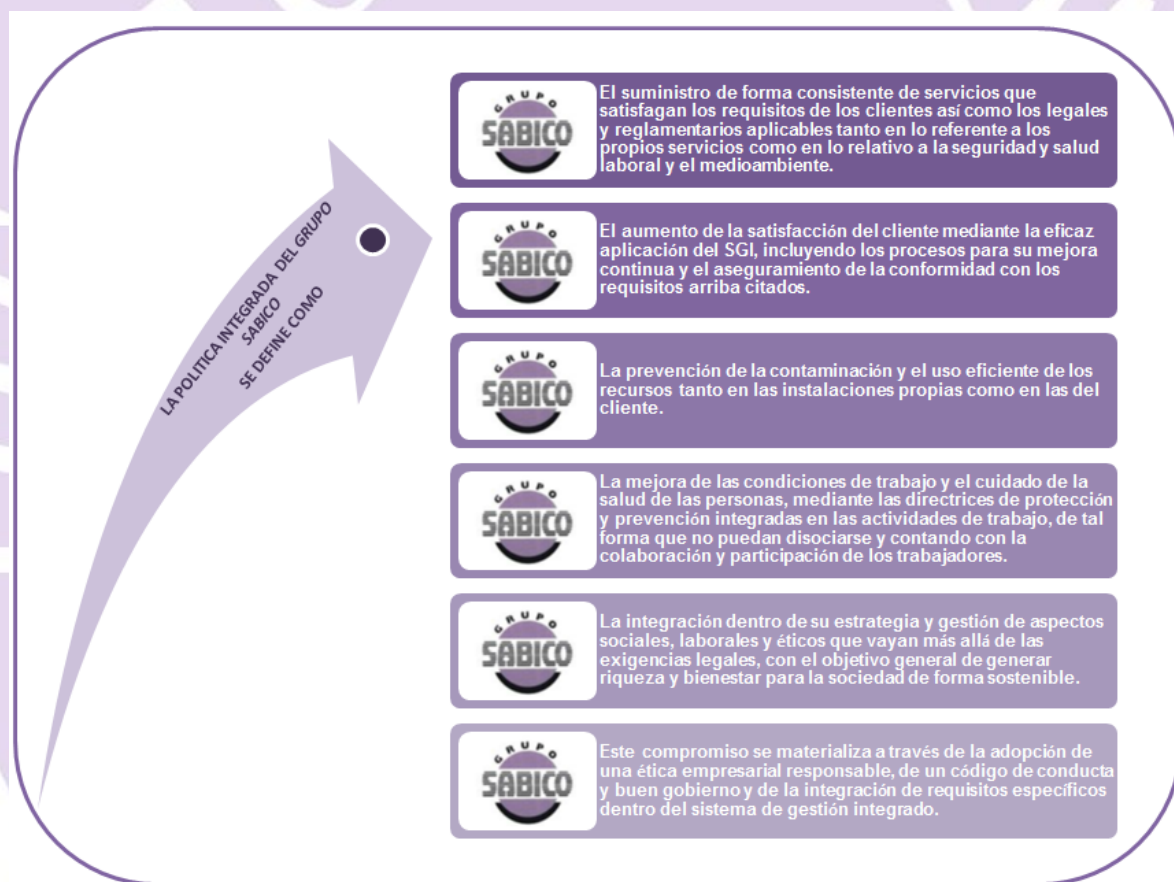 LA POLITICA INTEGRADA DEL GRUPO
SABICO
SE DEFINE COMO
GRUPO
SABICO
El suministro de forma consistente de servicios que
satisfagan los requisitos de los clientes así como los legales
y reglamentarios aplicables tanto en lo referente a los
propios servicios como en lo relativo a la seguridad y salud
laboral y el medioambiente.
GRUPO
SABICO
El aumento de la satisfacción del cliente mediante la eficaz
aplicación del SGI, incluyendo los procesos para su mejora
continua y el aseguramiento de la conformidad con los
requisitos arriba citados.
GRUPO
SABICO
La prevención de la contaminación y el uso eficiente de los
recursos tanto en las instalaciones propias como en las del
cliente.
GRUPO
SABICO
La mejora de las condiciones de trabajo y el cuidado de la
salud de las personas, mediante las directrices de protección
y prevención integradas en las actividades de trabajo, de tal
forma que no puedan disociarse y contando con la
colaboración y participación de los trabajadores.
GRUPO
SABICO
La integración dentro de su estrategia y gestión de aspectos
sociales, laborales y éticos que vayan más allá de las
exigencias legales, con el objetivo general de generar
riqueza y bienestar para la sociedad de forma sostenible.
GRUPO
SABICO
Este compromiso se materializa a través de la adopción de
una ética empresarial responsable, de un código de conducta
y buen gobierno y de la integración de requisitos específicos
dentro del sistema de gestión integrado.